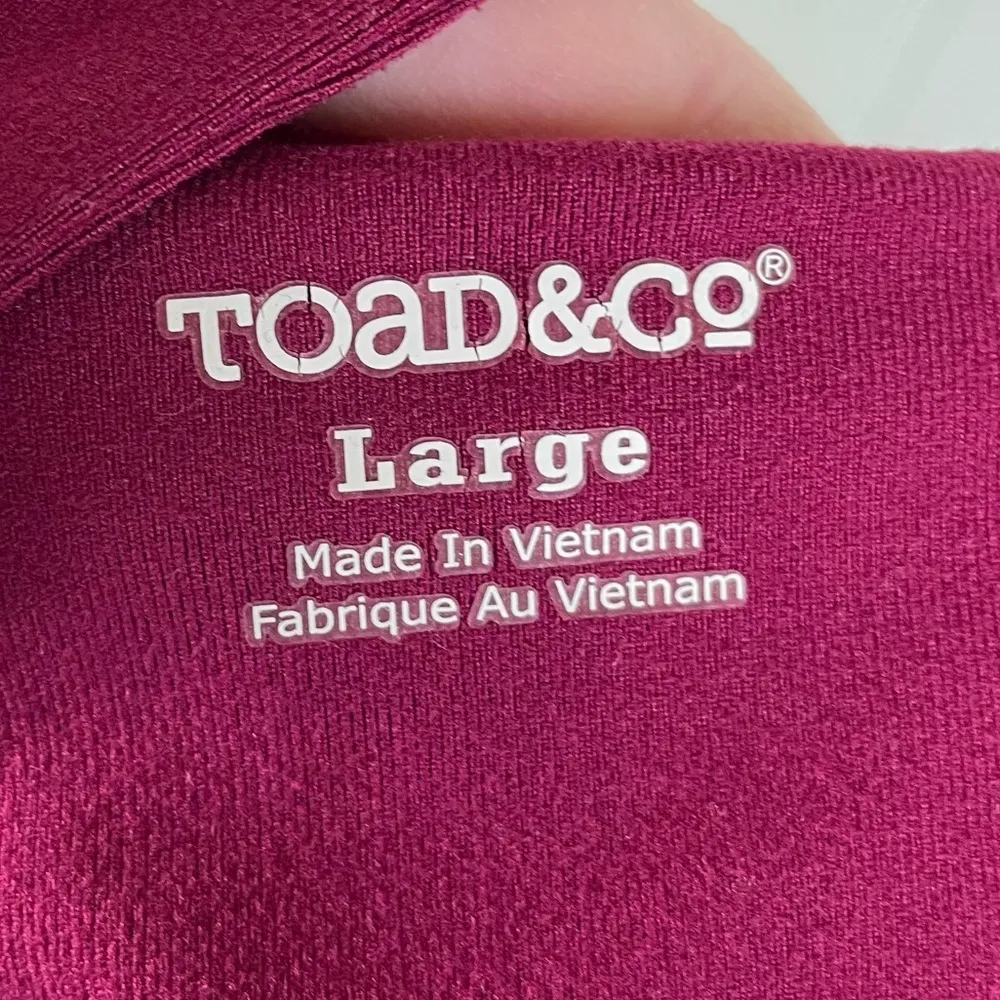 TOAD&Co®
Large
Made In Vietnam
Fabrique Au Vietnam